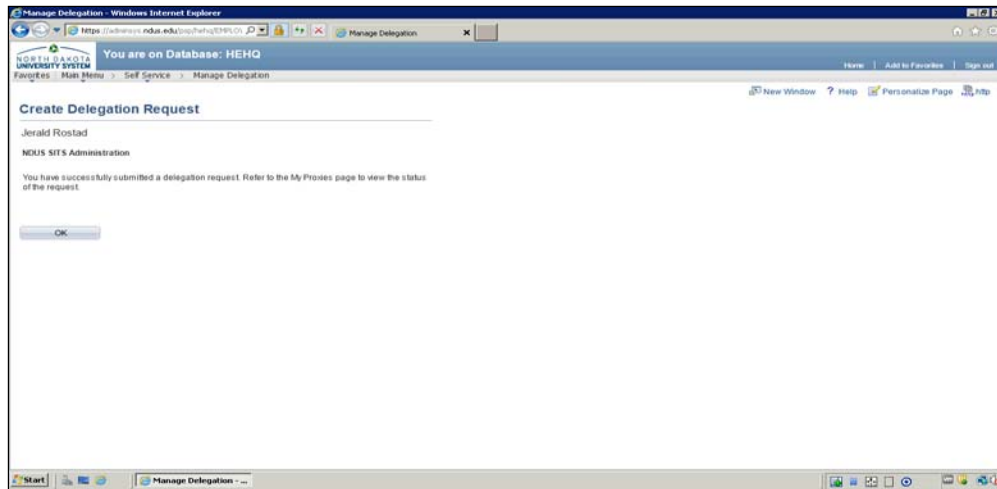 Manage Delegation - Windows Internet Explorer
Manage Delegation
NORTH DAKOTA
UNIVERSITY SYSTEM
You are on Database: HEHQ
Home | Add to Favorites | Sign out
Favorites Main Menu > Self Service > Manage Delegation
New Window ? Help Personalize Page http
Create Delegation Request
Jerald Rostad
NDUS SITS Administration
You have successfully submitted a delegation request. Refer to the My Proxies page to view the status
of the request.
OK
Start Manage Delegation - ...